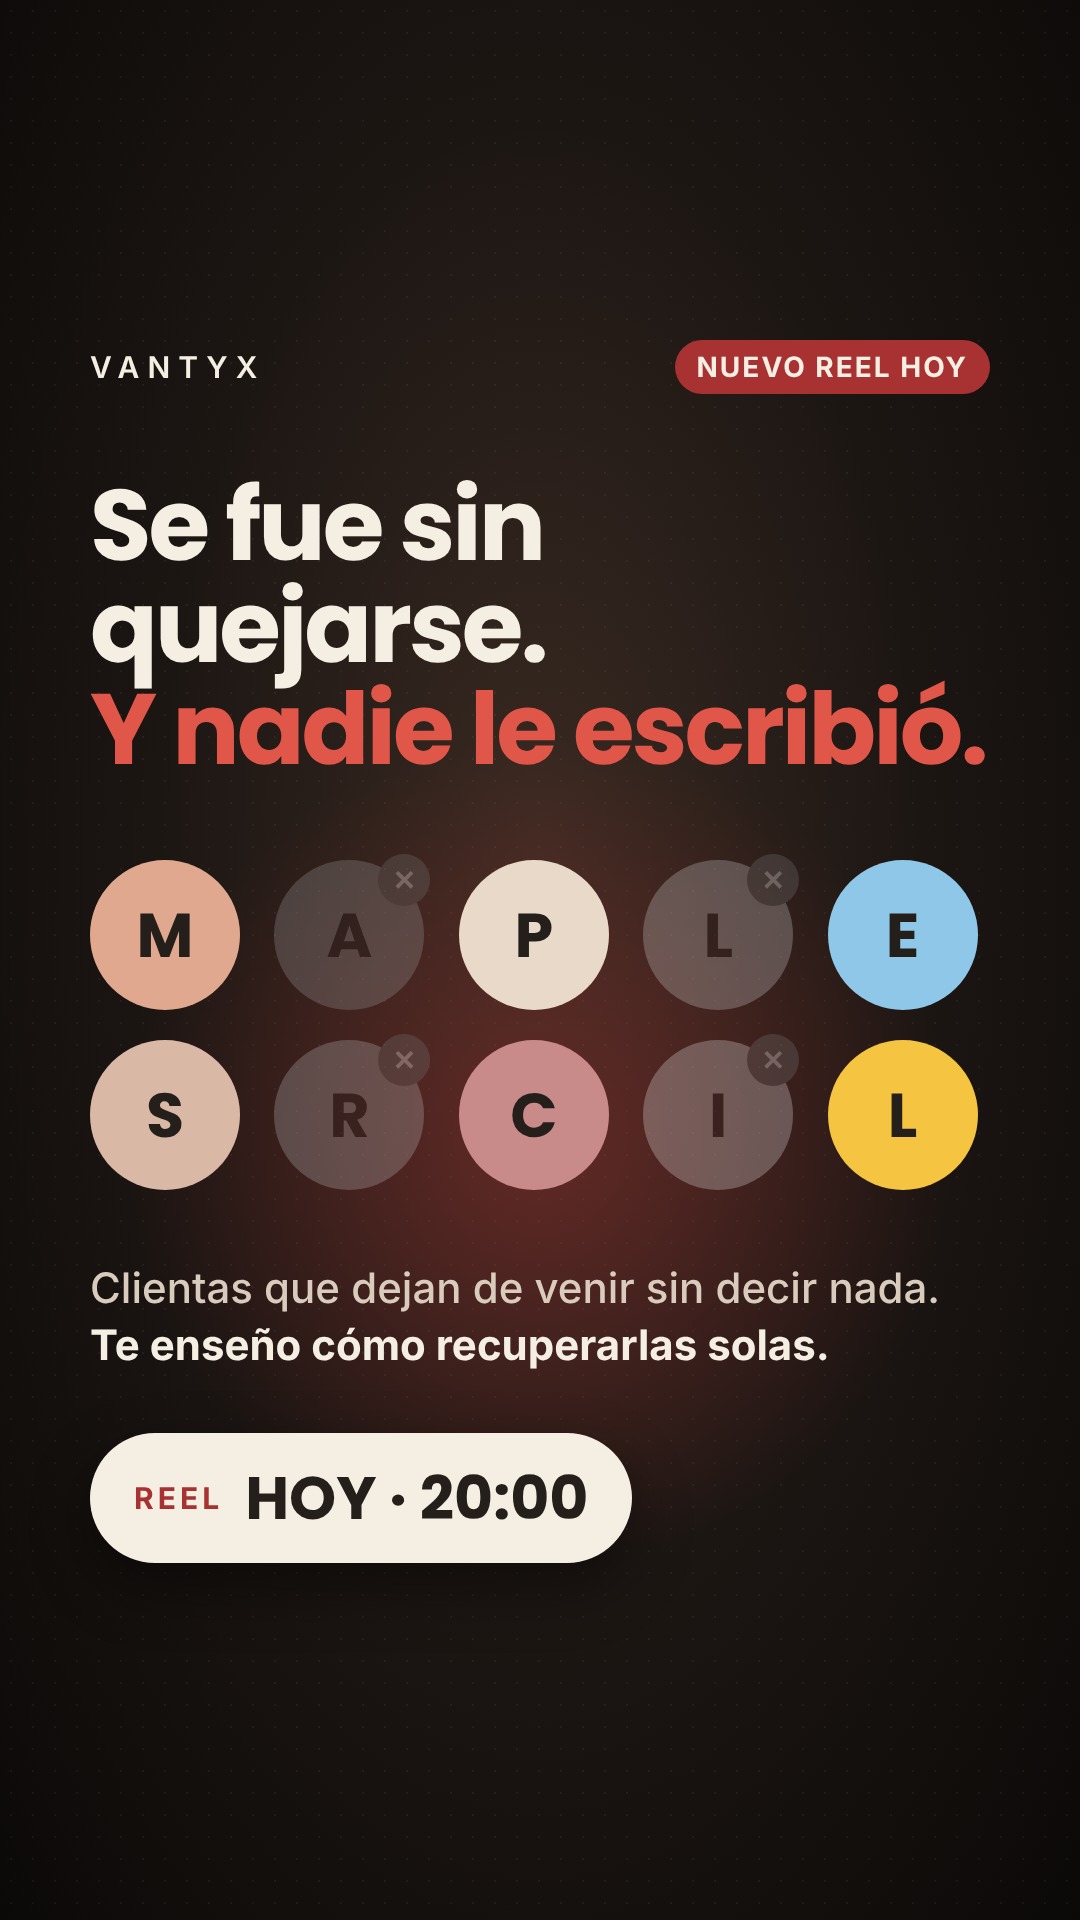 VANTYX
NUEVO REEL HOY
Se fue sin
quejarse.
Y nadie le escribió.
M A P L E
S R C I L
Clientas que dejan de venir sin decir nada.
Te enseño cómo recuperarlas solas.
REEL HOY · 20:00